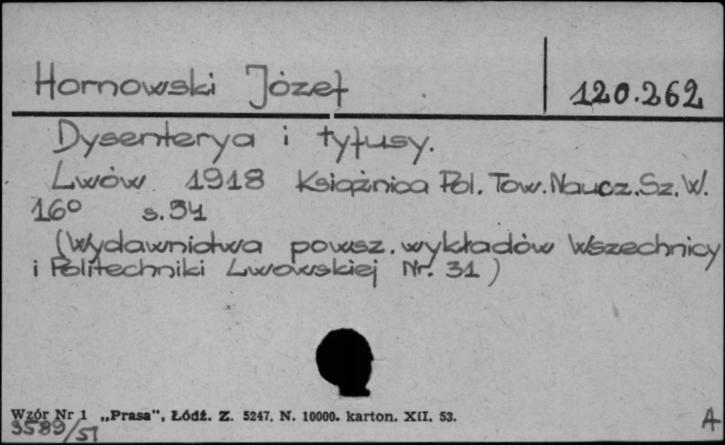 Hornowski Józef 120.262
Dysenterya i tyfusy.
Lwów 1918 Książnica Pol. Tow. Naucz. Sz. W.
16° s. 34
(Wydawnictwa powsz. wykładów Wszechnicy
i Politechniki Lwowskiej Nr. 31)
Wzór Nr 1 „Prasa", Łódź. Z. 5247. N. 10000. karton. XII. 53.
3589/51 A